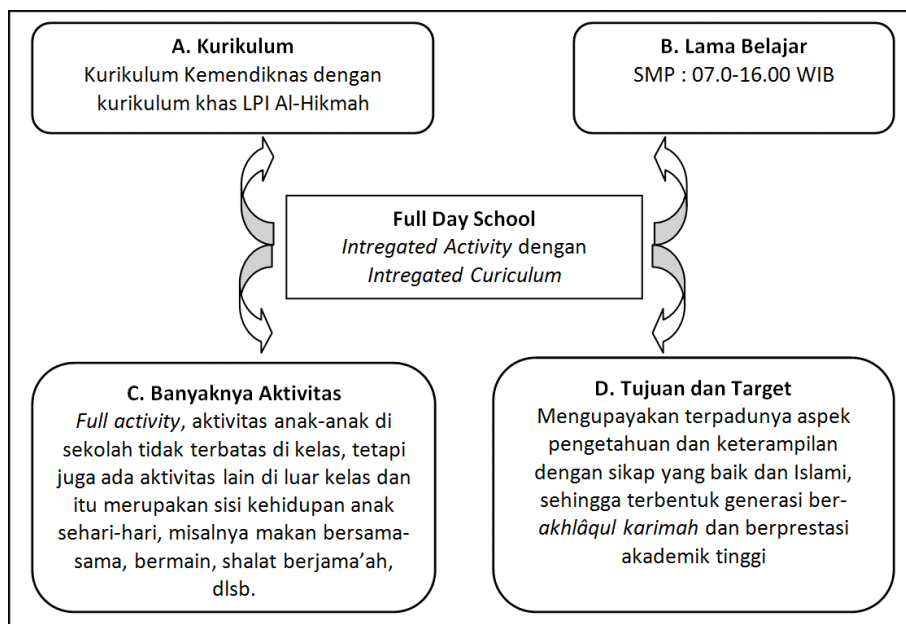 A. Kurikulum
Kurikulum Kemendiknas dengan
kurikulum khas LPI Al-Hikmah
B. Lama Belajar
SMP : 07.0-16.00 WIB
Full Day School
Intregated Activity dengan
Intregated Curiculum
C. Banyaknya Aktivitas
Full activity, aktivitas anak-anak di
sekolah tidak terbatas di kelas, tetapi
juga ada aktivitas lain di luar kelas dan
itu merupakan sisi kehidupan anak
sehari-hari, misalnya makan bersama-
sama, bermain, shalat berjama’ah,
dlsb.
D. Tujuan dan Target
Mengupayakan terpadunya aspek
pengetahuan dan keterampilan
dengan sikap yang baik dan Islami,
sehingga terbentuk generasi ber-
akhlâqul karimah dan berprestasi
akademik tinggi